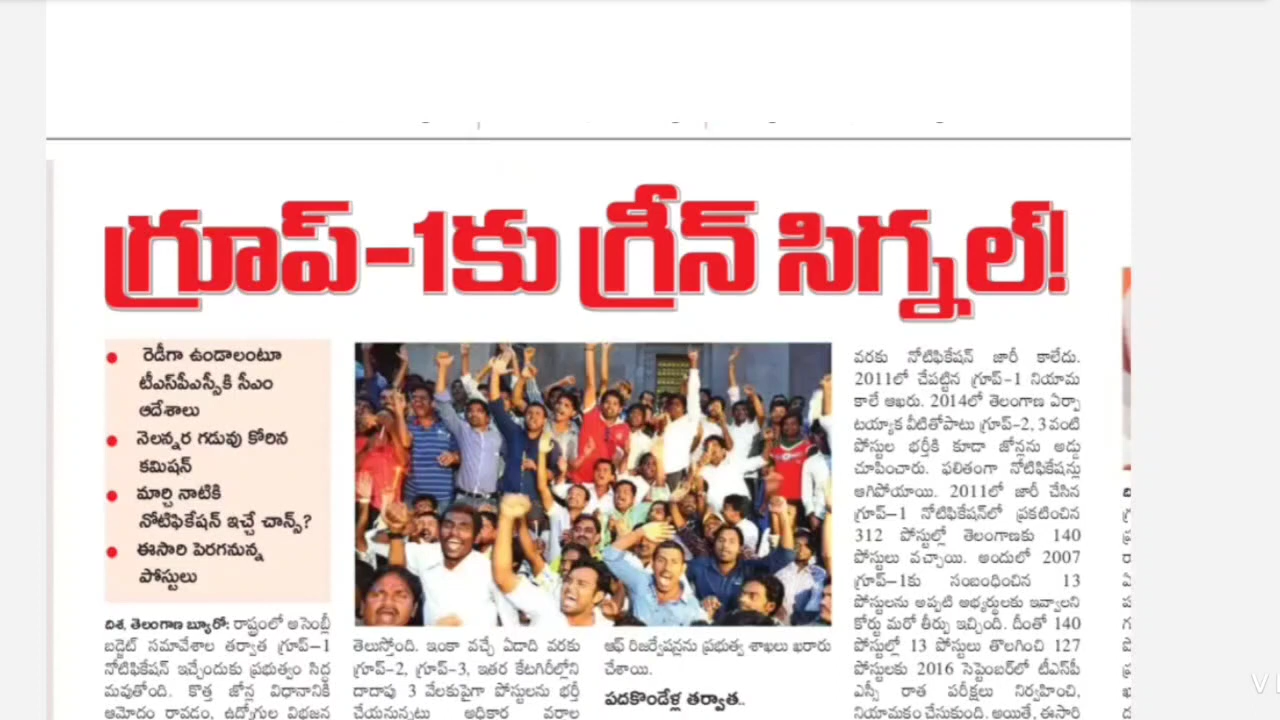 గ్రూప్-1కు గ్రీన్ సిగ్నల్!
• రెడీగా ఉండాలంటూ
టీఎస్‌పీఎస్సీకి సీఎం
ఆదేశాలు
• నెలన్నర గడువు కోరిన
కమిషన్
• మార్చి నాటికి
నోటిఫికేషన్ ఇచ్చే చాన్స్?
• ఈసారి పెరగనున్న
పోస్టులు
దిశ, తెలంగాణ బ్యూరో: రాష్ట్రంలో అసెంబ్లీ
బడ్జెట్ సమావేశాల తర్వాత గ్రూప్-1
నోటిఫికేషన్ ఇచ్చేందుకు ప్రభుత్వం సిద్ధ
మవుతోంది. కొత్త జోన్ల విధానానికి
ఆమోదం రావడం, ఉద్యోగుల విభజన
తెలుస్తోంది. ఇంకా వచ్చే ఏడాది వరకు
గ్రూప్-2, గ్రూప్-3, ఇతర కేటగిరీల్లోని
దాదాపు 3 వేలకుపైగా పోస్టులను భర్తీ
చేయనున్నట్లు అధికార వర్గాల
ఆఫ్ రిజర్వేషన్లను ప్రభుత్వ శాఖలు ఖరారు
చేశాయి.
పదకొండేళ్ల తర్వాత..
వరకు నోటిఫికేషన్ జారీ కాలేదు.
2011లో చేపట్టిన గ్రూప్-1 నియామ
కాలే ఆఖరు. 2014లో తెలంగాణ ఏర్పా
టయ్యాక వీటితోపాటు గ్రూప్-2, 3వంటి
పోస్టుల భర్తీకి కూడా జోన్లను అడ్డు
చూపించారు. ఫలితంగా నోటిఫికేషన్లు
ఆగిపోయాయి. 2011లో జారీ చేసిన
గ్రూప్-1 నోటిఫికేషన్‌లో ప్రకటించిన
312 పోస్టుల్లో తెలంగాణకు 140
పోస్టులు వచ్చాయి. అందులో 2007
గ్రూప్-1కు సంబంధించిన 13
పోస్టులను అప్పటి అభ్యర్థులకు ఇవ్వాలని
కోర్టు మరో తీర్పు ఇచ్చింది. దీంతో 140
పోస్టుల్లో 13 పోస్టులు తొలగించి 127
పోస్టులకు 2016 సెప్టెంబర్‌లో టీఎస్‌పీ
ఎస్సీ రాత పరీక్షలు నిర్వహించి,
నియామకం చేసుకుంది. అయితే, ఈసారి